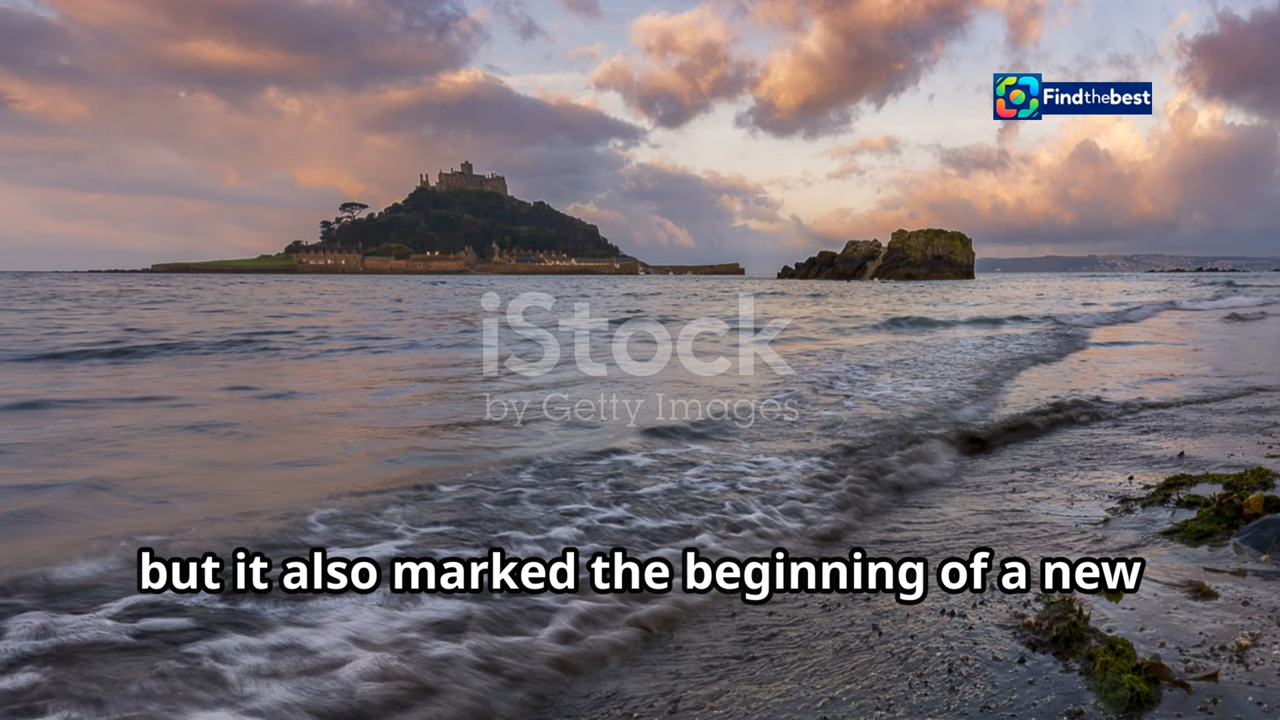 Findthebest
iStock
by Getty Images
but it also marked the beginning of a new